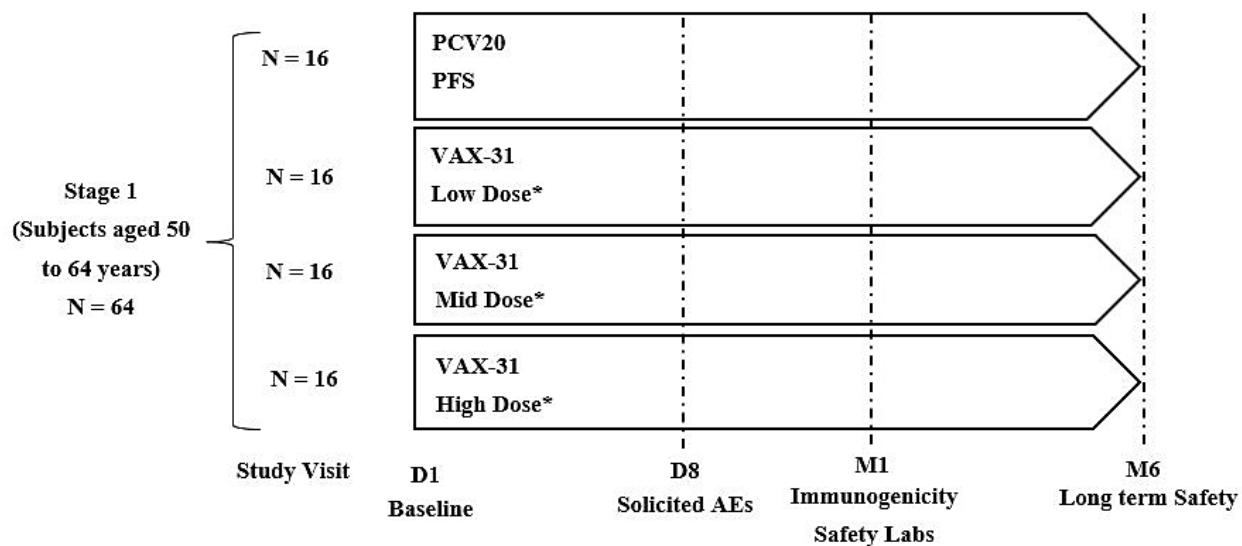 Stage 1
(Subjects aged 50
to 64 years)
N = 64
N = 16
PCV20
PFS
N = 16
VAX-31
Low Dose*
N = 16
VAX-31
Mid Dose*
N = 16
VAX-31
High Dose*
Study Visit
D1
Baseline
D8
Solicited AEs
M1
Immunogenicity
Safety Labs
M6
Long term Safety